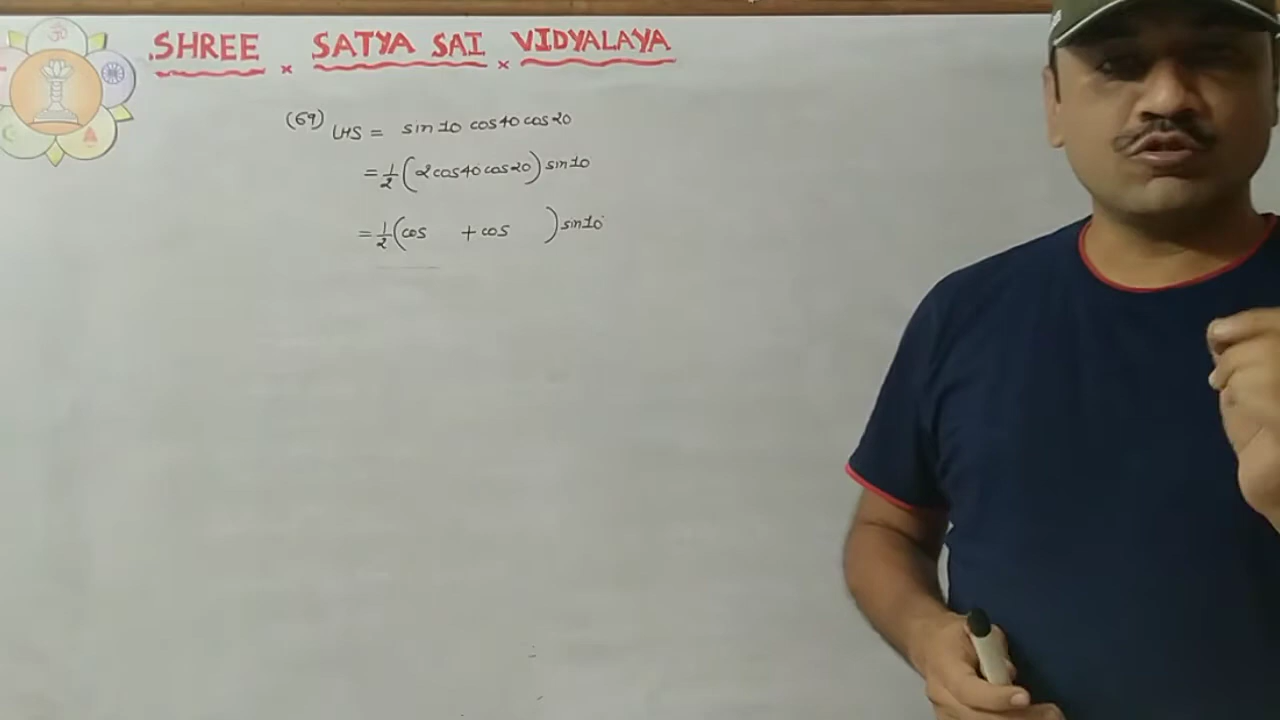 SHREE × SATYA SAI × VIDYALAYA
(69) LHS = sin10 cos40 cos20
= 1/2 (2cos40 cos20) sin10
= 1/2 (cos + cos ) sin10°